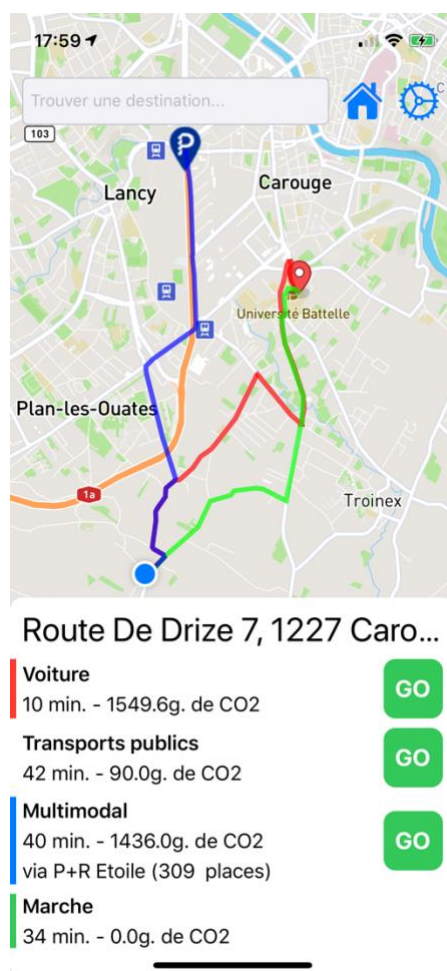 17:59
Trouver une destination...
C
103
P
Lancy
Carouge
Université Battelle
Plan-les-Ouates
1a
Troinex
Route De Drize 7, 1227 Caro...
Voiture
10 min. - 1549.6g. de CO2
GO
Transports publics
42 min. - 90.0g. de CO2
GO
Multimodal
40 min. - 1436.0g. de CO2
via P+R Etoile (309 places)
GO
Marche
34 min. - 0.0g. de CO2